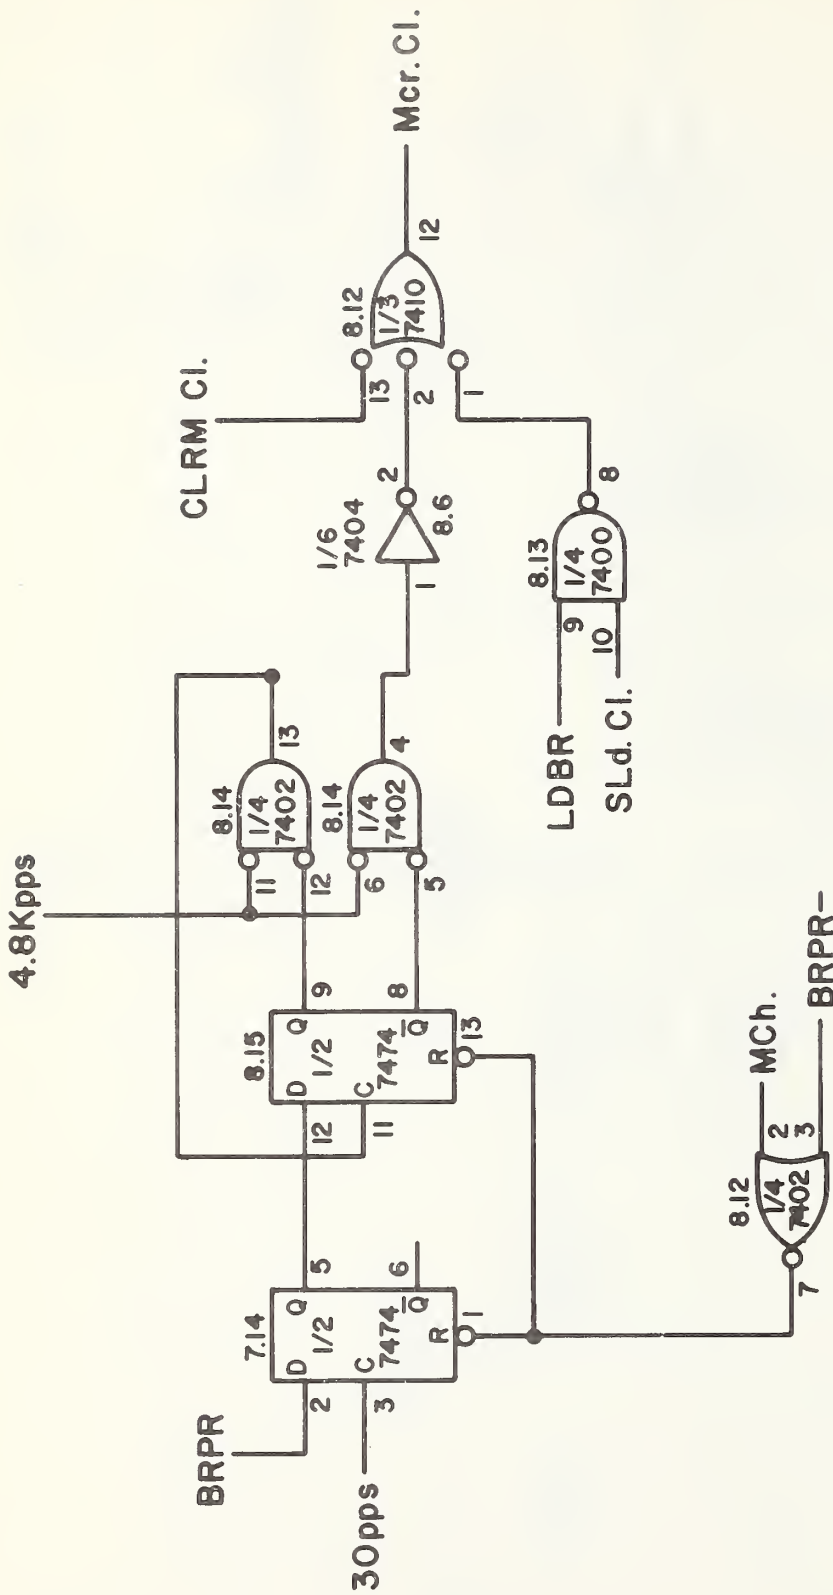 4.8Kpps
CLRM Cl.
Mcr. Cl.
BRPR
30pps
7.14
D
Q
1/2
7474
C
Q
R
2
3
5
6
1
8.15
D
Q
1/2
7474
C
Q
R
12
11
9
8
13
8.14
1/4
7402
11
12
13
8.14
1/4
7402
6
5
4
1/6
7404
1
2
8.6
8.12
1/3
7410
13
2
1
12
LDBR
SLd. Cl.
8.13
1/4
7400
9
10
8
8.12
1/4
7402
2
3
7
MCh.
BRPR-